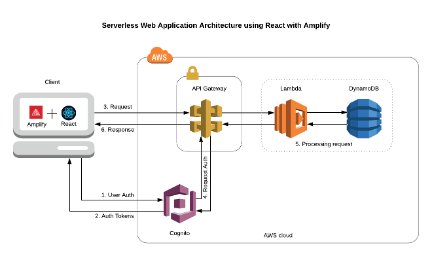 Serverless Web Application Architecture using React with Amplify
AWS
Client
API Gateway
Lambda
DynamoDB
3. Request
Amplify
React
6. Response
5. Processing request
4. Request Auth
1. User Auth
2. Auth Tokens
Cognito
AWS cloud